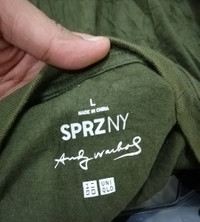 L
MADE IN CHINA
SPRZNY
Andy Warhol
UNI
QLO